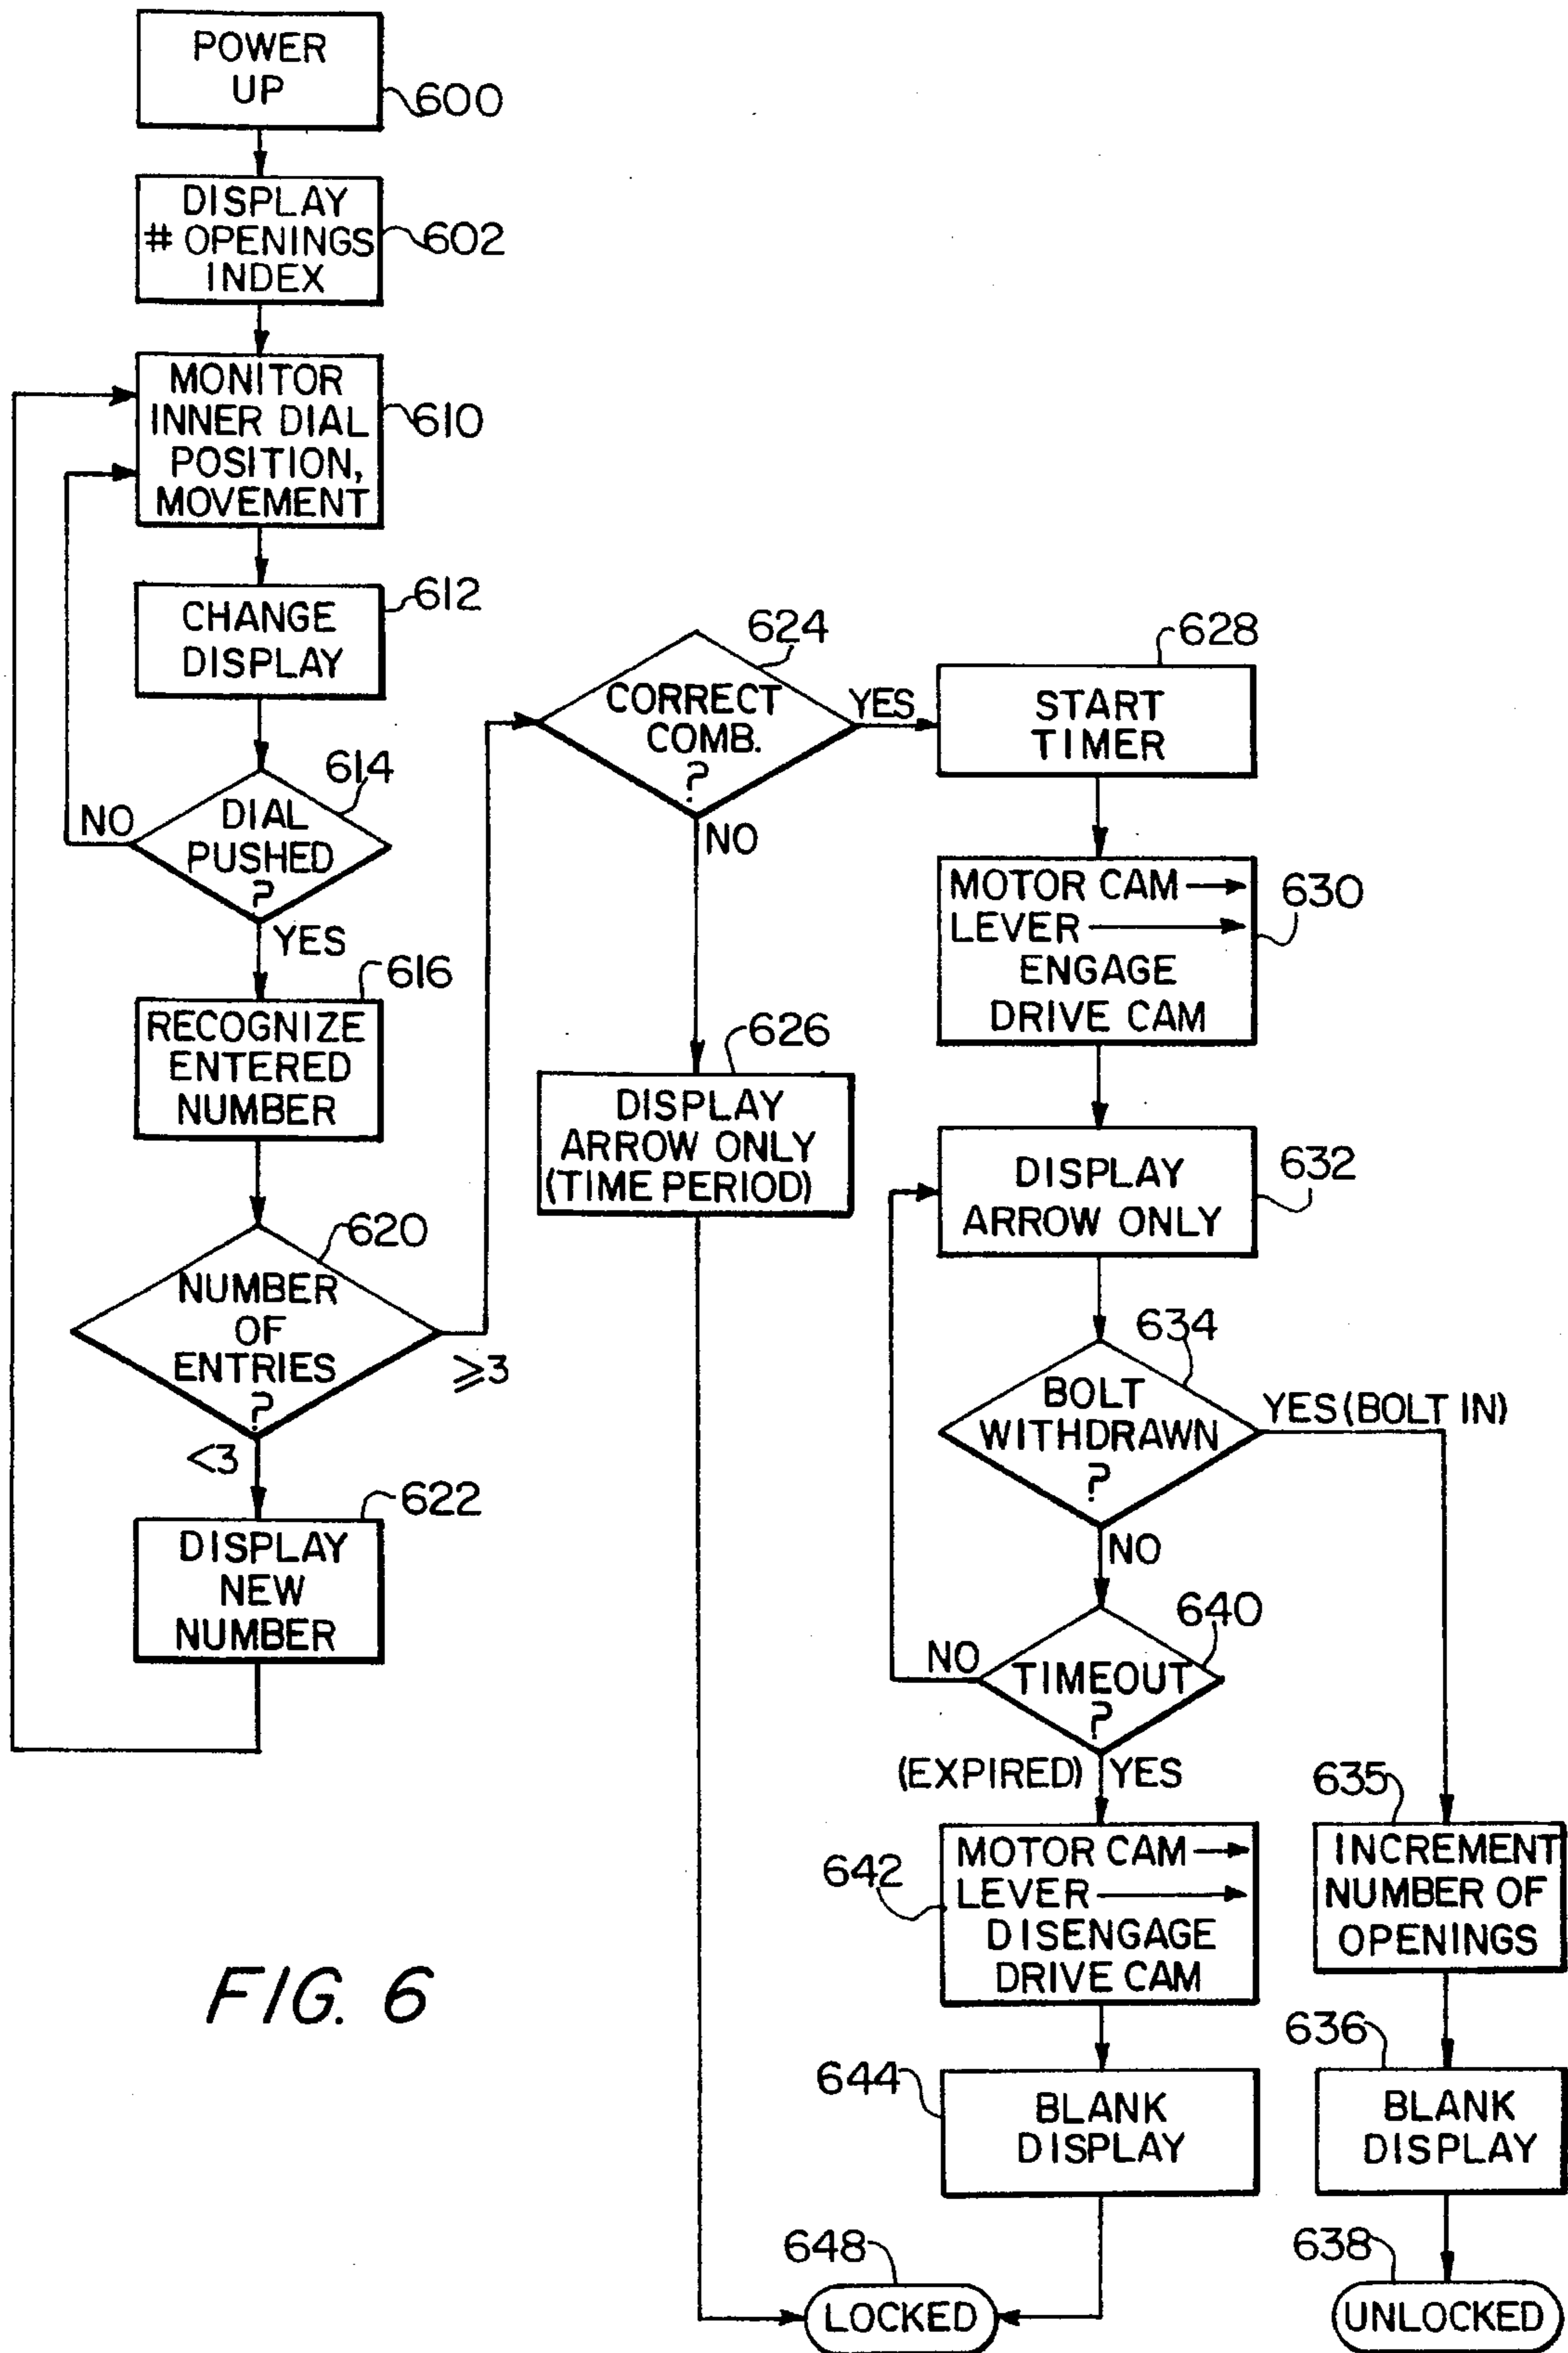 POWER
UP
600
DISPLAY
# OPENINGS
INDEX
602
MONITOR
INNER DIAL
POSITION,
MOVEMENT
610
CHANGE
DISPLAY
612
DIAL
PUSHED
?
614
NO
YES
RECOGNIZE
ENTERED
NUMBER
616
NUMBER
OF
ENTRIES
?
620
≥3
<3
DISPLAY
NEW
NUMBER
622
CORRECT
COMB.
?
624
YES
NO
DISPLAY
ARROW ONLY
(TIME PERIOD)
626
START
TIMER
628
MOTOR CAM →
LEVER →
ENGAGE
DRIVE CAM
630
DISPLAY
ARROW ONLY
632
BOLT
WITHDRAWN
?
634
YES (BOLT IN)
NO
TIMEOUT
?
640
NO
(EXPIRED) YES
MOTOR CAM →
LEVER →
DISENGAGE
DRIVE CAM
642
BLANK
DISPLAY
644
LOCKED
648
INCREMENT
NUMBER OF
OPENINGS
635
BLANK
DISPLAY
636
UNLOCKED
638
FIG. 6